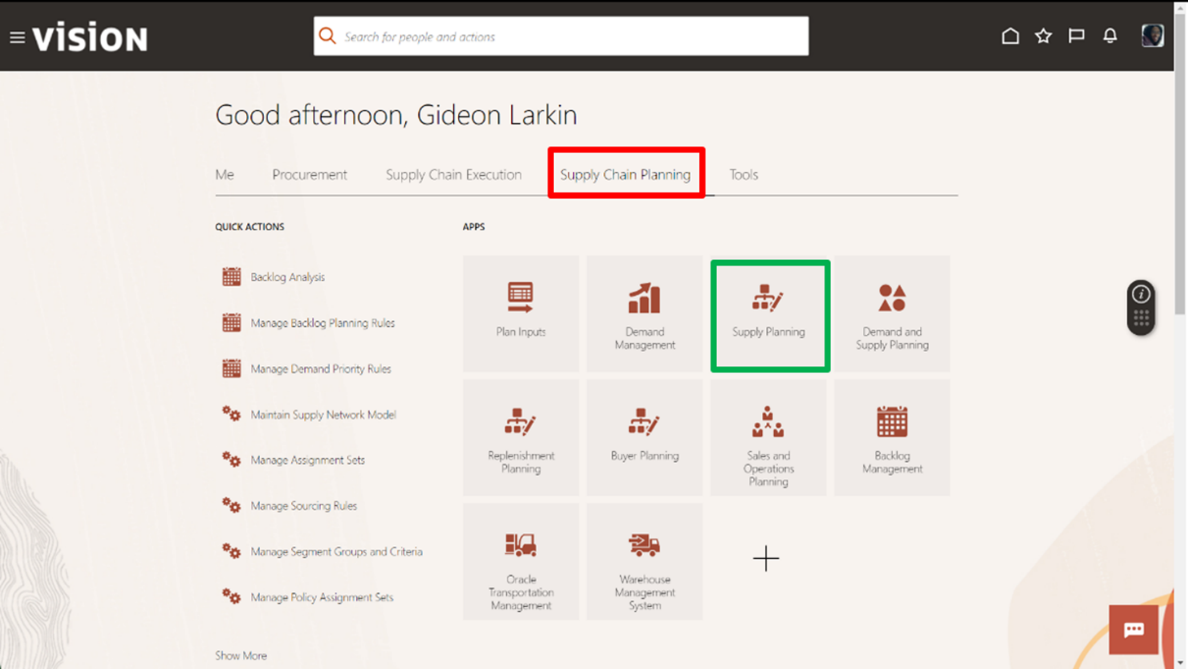 vision
Search for people and actions
Good afternoon, Gideon Larkin
Me Procurement Supply Chain Execution Supply Chain Planning Tools
QUICK ACTIONS
Backlog Analysis
Manage Backlog Planning Rules
Manage Demand Priority Rules
Maintain Supply Network Model
Manage Assignment Sets
Manage Sourcing Rules
Manage Segment Groups and Criteria
Manage Policy Assignment Sets
Show More
APPS
Plan Inputs
Demand
Management
Supply Planning
Demand and
Supply Planning
Replenishment
Planning
Buyer Planning
Sales and
Operations
Planning
Backlog
Management
Oracle
Transportation
Management
Warehouse
Management
System